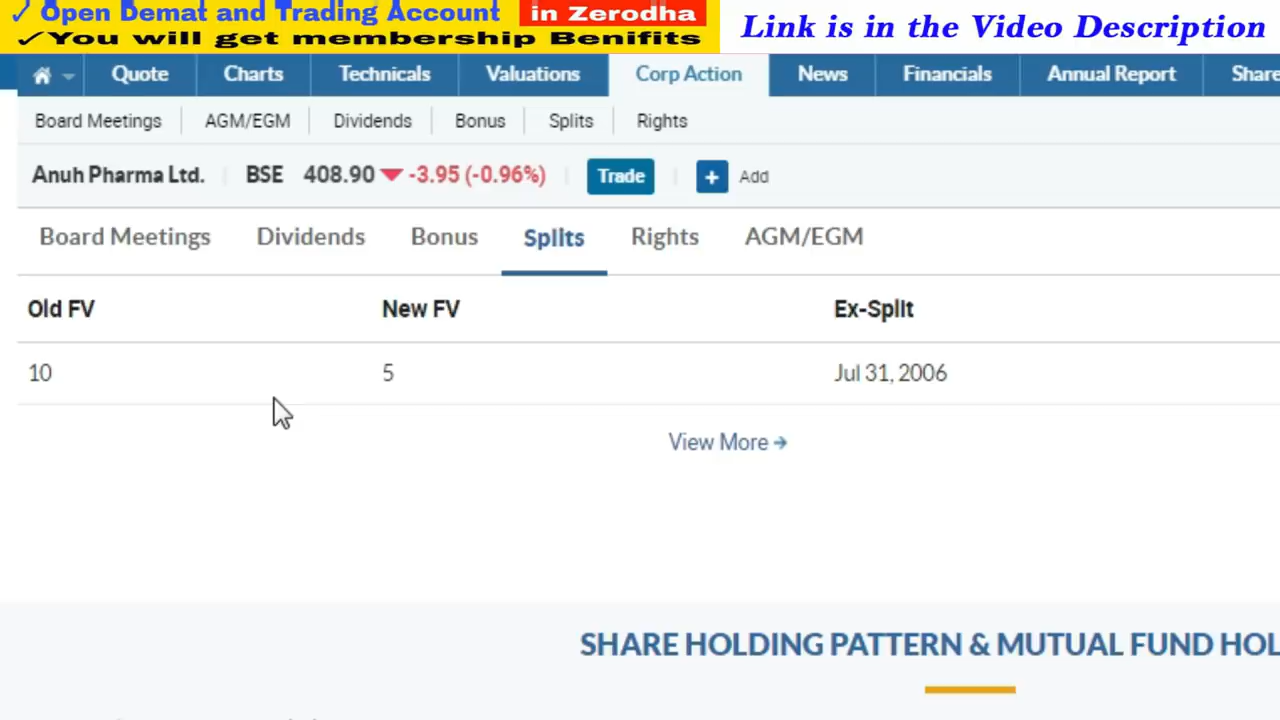 ✓ Open Demat and Trading Account in Zerodha
✓You will get membership Benifits
Link is in the Video Description
Quote Charts Technicals Valuations Corp Action News Financials Annual Report Share
Board Meetings AGM/EGM Dividends Bonus Splits Rights
Anuh Pharma Ltd. BSE 408.90 -3.95 (-0.96%) Trade + Add
Board Meetings Dividends Bonus Splits Rights AGM/EGM
Old FV New FV Ex-Split
10 5 Jul 31, 2006
View More →
SHARE HOLDING PATTERN & MUTUAL FUND HOL